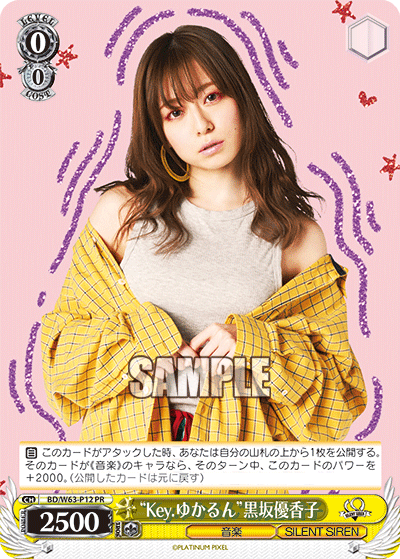 LEVEL
0
0
COST
SAMPLE
自 このカードがアタックした時、あなたは自分の山札の上から1枚を公開する。
そのカードが《音楽》のキャラなら、そのターン中、このカードのパワーを
＋2000。(公開したカードは元に戻す)
CH
BD/W63-P12 PR
2500
“Key.ゆかるん”黒坂優香子
音楽
SILENT SIREN
©PLATINUM PIXEL